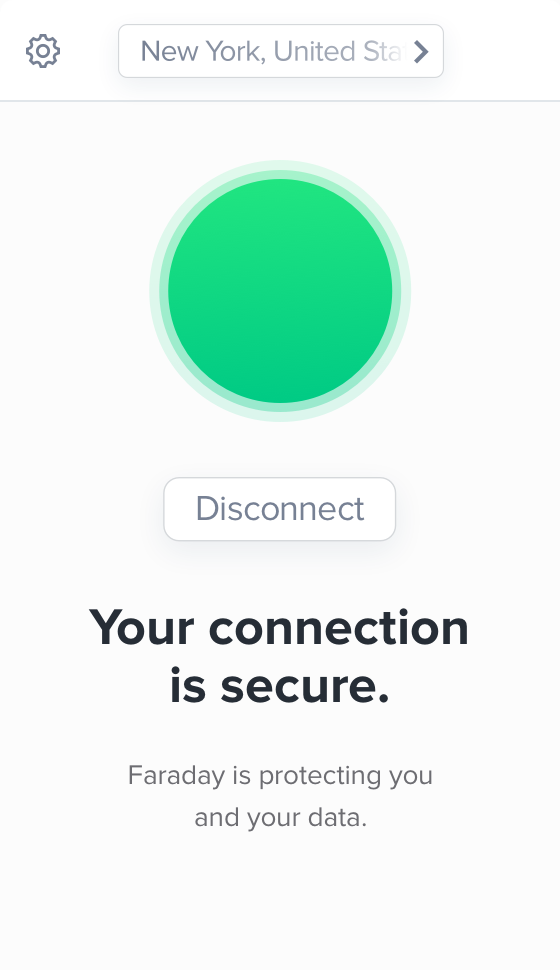 New York, United Sta
Disconnect
Your connection
is secure.
Faraday is protecting you
and your data.